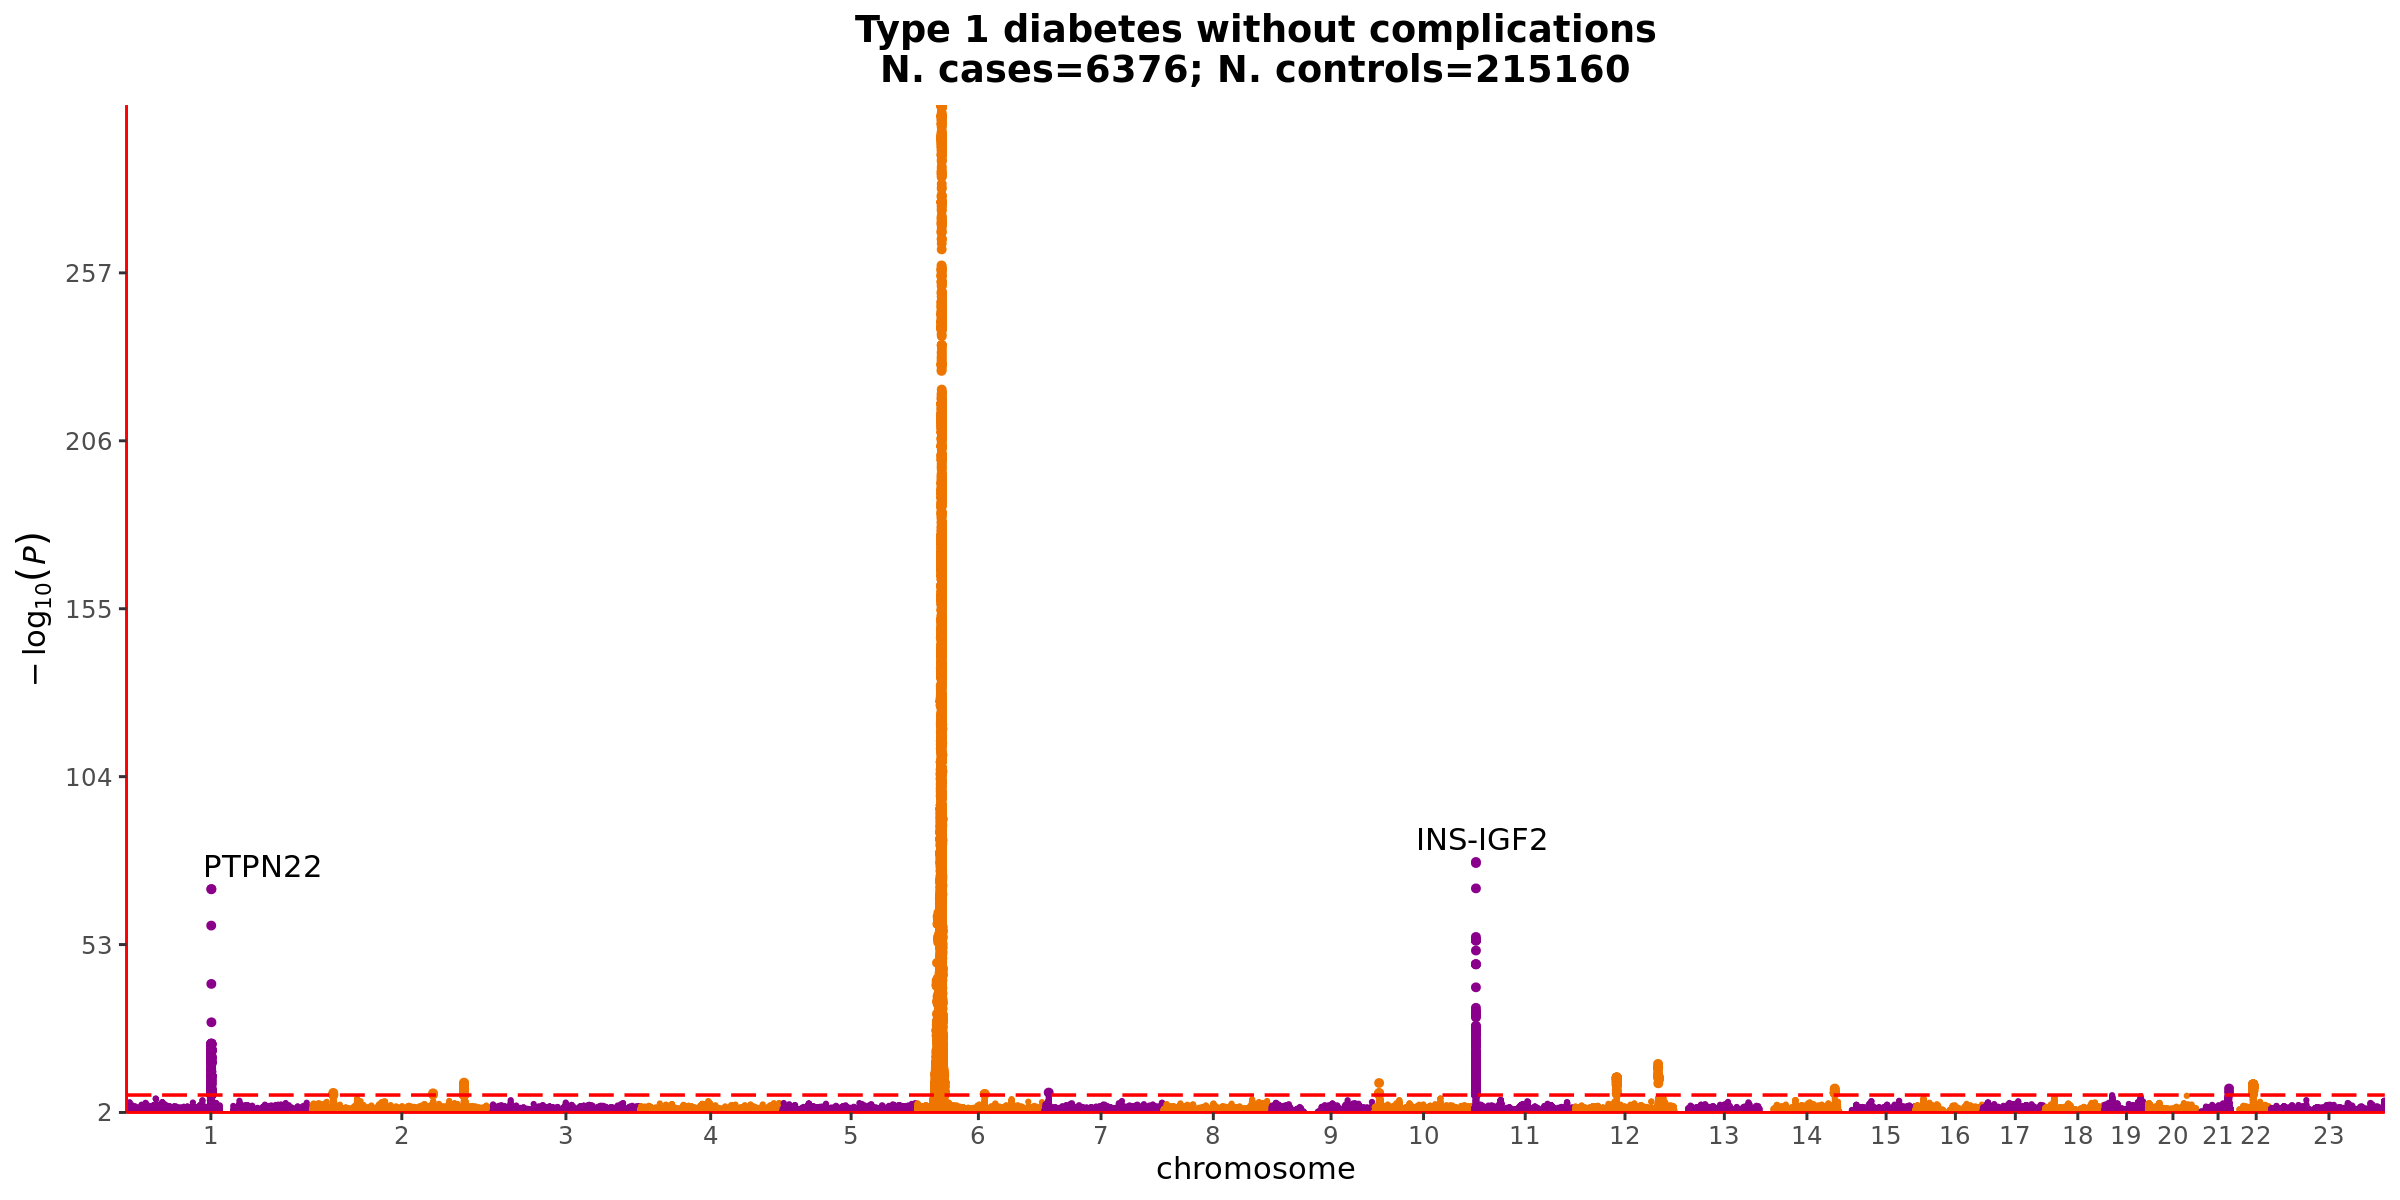 Type 1 diabetes without complications
N. cases=6376; N. controls=215160
257
206
155
104
53
2
−log10(P)
PTPN22
INS-IGF2
1 2 3 4 5 6 7 8 9 10 11 12 13 14 15 16 17 18 19 20 21 22 23
chromosome